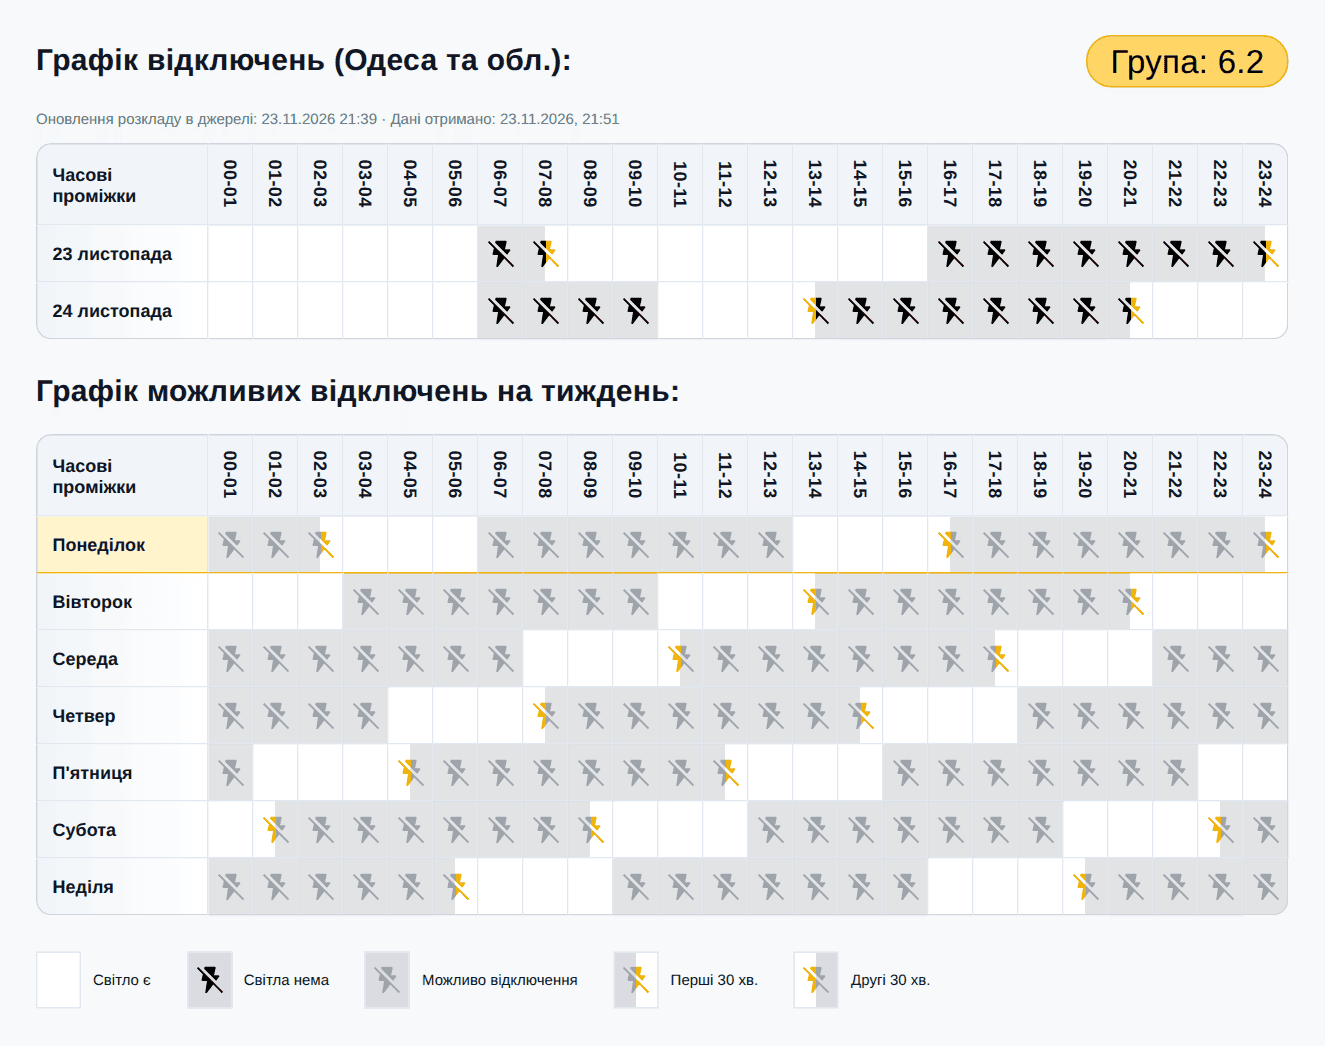 Графік відключень (Одеса та обл.):
Група: 6.2
Оновлення розкладу в джерелі: 23.11.2026 21:39 · Дані отримано: 23.11.2026, 21:51
Часові
проміжки
00-01 01-02 02-03 03-04 04-05 05-06 06-07 07-08 08-09 09-10 10-11 11-12 12-13 13-14 14-15 15-16 16-17 17-18 18-19 19-20 20-21 21-22 22-23 23-24
23 листопада
24 листопада
Графік можливих відключень на тиждень:
Часові
проміжки
00-01 01-02 02-03 03-04 04-05 05-06 06-07 07-08 08-09 09-10 10-11 11-12 12-13 13-14 14-15 15-16 16-17 17-18 18-19 19-20 20-21 21-22 22-23 23-24
Понеділок
Вівторок
Середа
Четвер
П'ятниця
Субота
Неділя
Світло є
Світла нема
Можливо відключення
Перші 30 хв.
Другі 30 хв.